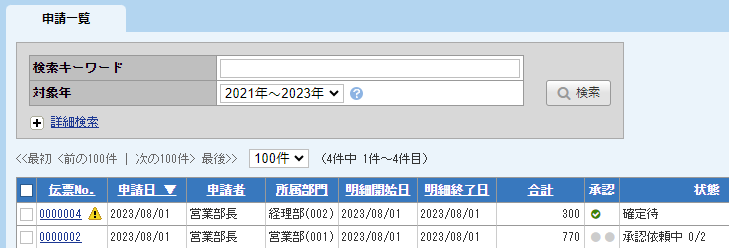 申請一覧
検索キーワード
対象年 2021年～2023年 ? 検索
+ 詳細検索
<<最初 <前の100件 | 次の100件> 最後>> 100件 (4件中 1件～4件目)
伝票No. 申請日 ▼ 申請者 所属部門 明細開始日 明細終了日 合計 承認 状態
0000004 2023/08/01 営業部長 経理部(002) 2023/08/01 2023/08/01 300 確定待
0000002 2023/08/01 営業部長 営業部(001) 2023/08/01 2023/08/01 770 承認依頼中 0/2